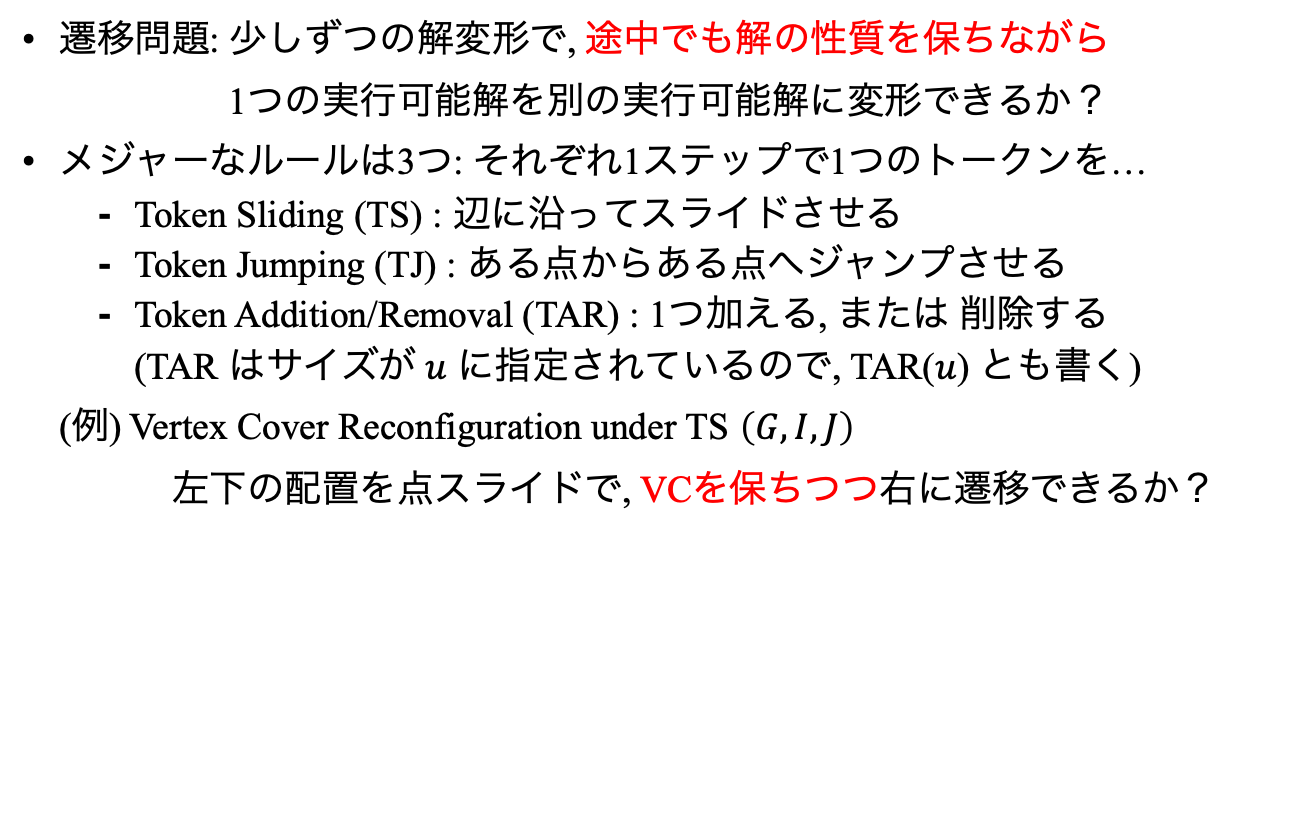 • 遷移問題: 少しずつの解変形で, 途中でも解の性質を保ちながら
1つの実行可能解を別の実行可能解に変形できるか？
• メジャーなルールは3つ: それぞれ1ステップで1つのトークンを…
- Token Sliding (TS) : 辺に沿ってスライドさせる
- Token Jumping (TJ) : ある点からある点へジャンプさせる
- Token Addition/Removal (TAR) : 1つ加える, または 削除する
(TAR はサイズが u に指定されているので, TAR(u) とも書く)
(例) Vertex Cover Reconfiguration under TS (G, I, J)
左下の配置を点スライドで, VCを保ちつつ右に遷移できるか？